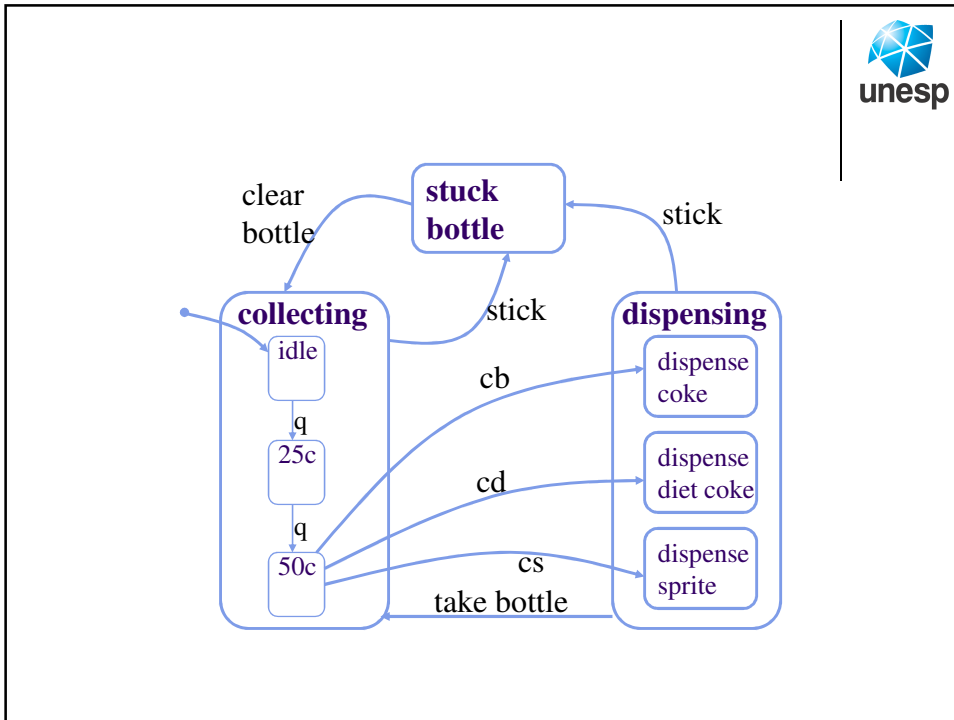 unesp
clear
bottle
stuck
bottle
stick
collecting
stick
dispensing
idle
dispense
coke
cb
q
25c
dispense
diet coke
cd
q
50c
dispense
sprite
cs
take bottle